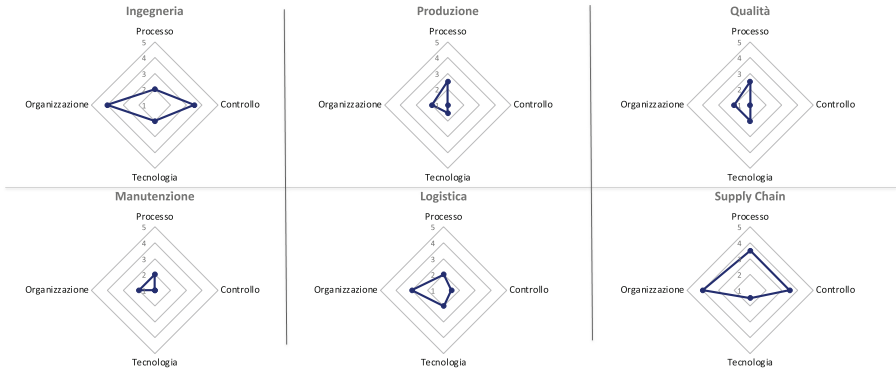 Ingegneria
Produzione
Qualità
Processo
Processo
Processo
5
5
5
4
4
4
3
3
3
2
2
2
Organizzazione
1
Controllo
Organizzazione
1
Controllo
Organizzazione
1
Controllo
Tecnologia
Tecnologia
Tecnologia
Manutenzione
Logistica
Supply Chain
Processo
Processo
Processo
5
5
5
4
4
4
3
3
3
2
2
2
Organizzazione
1
Controllo
Organizzazione
1
Controllo
Organizzazione
1
Controllo
Tecnologia
Tecnologia
Tecnologia